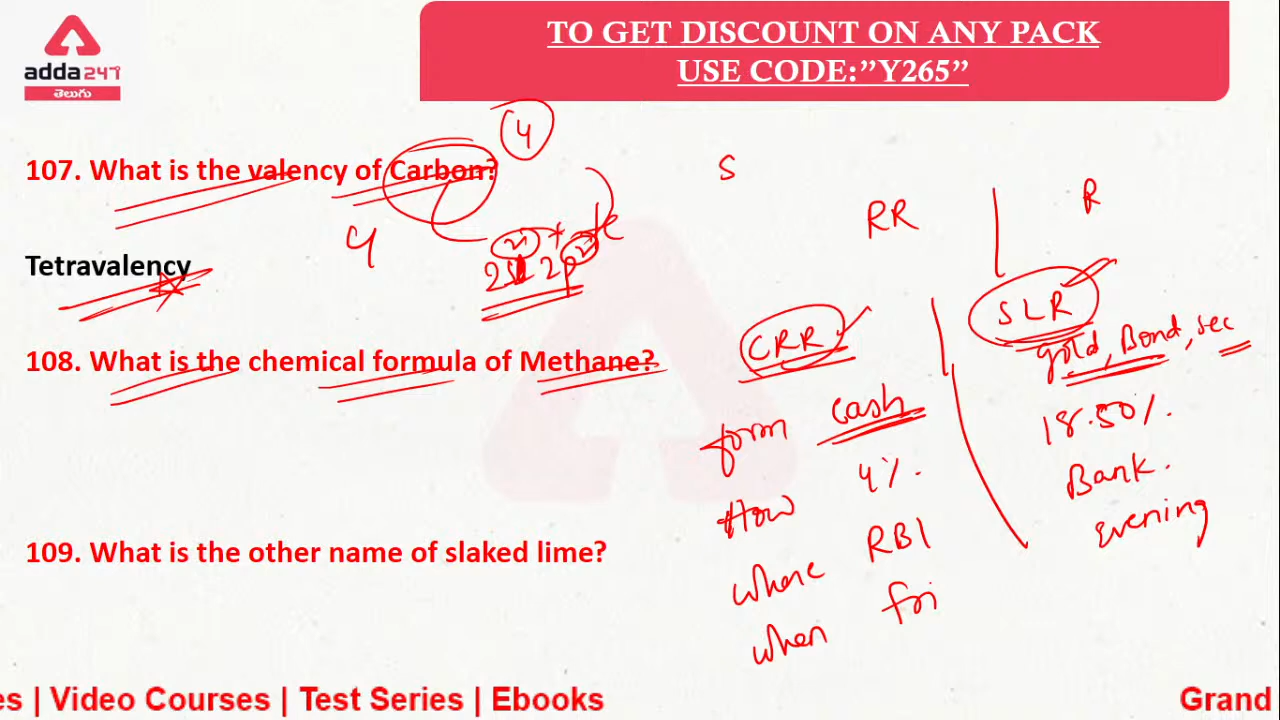 TO GET DISCOUNT ON ANY PACK
USE CODE:”Y265”
adda247
తెలుగు
107. What is the valency of Carbon?
4
4
2s² 2p²
Tetravalency
108. What is the chemical formula of Methane?
109. What is the other name of slaked lime?
S
RR
R
CRR
SLR
gold, Bond, sec
form cash
18.50%.
How 4%.
Bank.
where RBI
Evening
when fri
es | Video Courses | Test Series | Ebooks
Grand